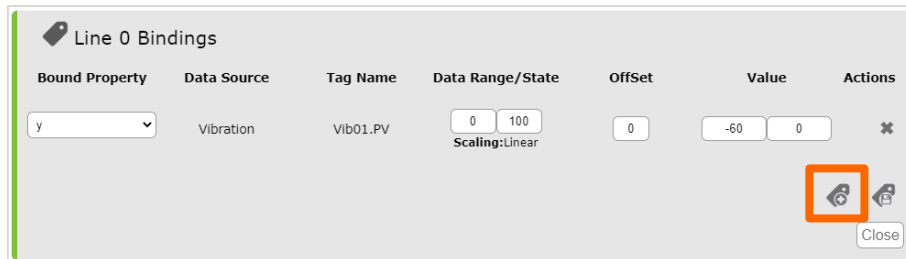 Line 0 Bindings
Bound Property Data Source Tag Name Data Range/State OffSet Value Actions
y Vibration Vib01.PV 0 100 0 -60 0
Scaling:Linear
Close